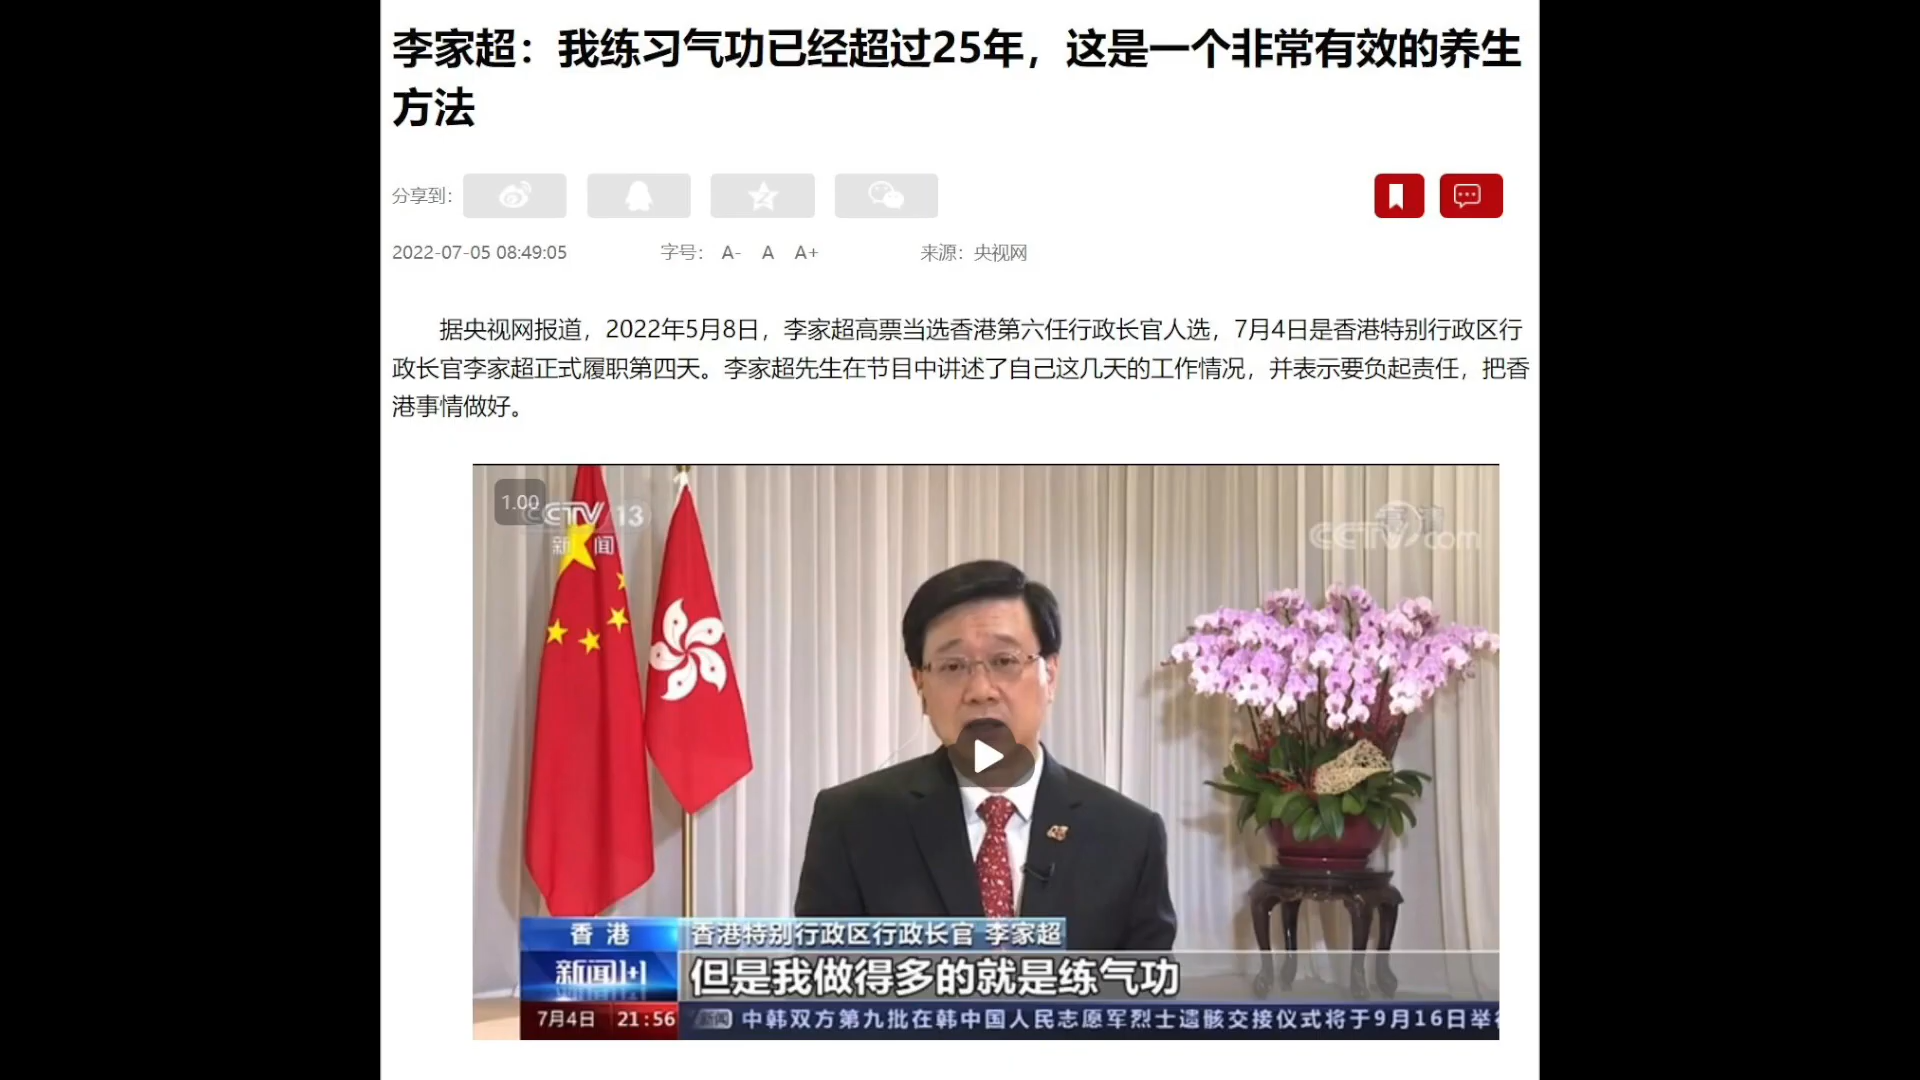 李家超：我练习气功已经超过25年，这是一个非常有效的养生
方法
分享到：
2022-07-05 08:49:05 字号： A- A A+ 来源：央视网
据央视网报道，2022年5月8日，李家超高票当选香港第六任行政长官人选，7月4日是香港特别行政区行
政长官李家超正式履职第四天。李家超先生在节目中讲述了自己这几天的工作情况，并表示要负起责任，把香
港事情做好。
1.00
CCTV 13
新闻
高清
CCTV.com
香港
香港特别行政区行政长官 李家超
新闻1+1
但是我做得多的就是练气功
7月4日 21:56
新闻 中韩双方第九批在韩中国人民志愿军烈士遗骸交接仪式将于9月16日举